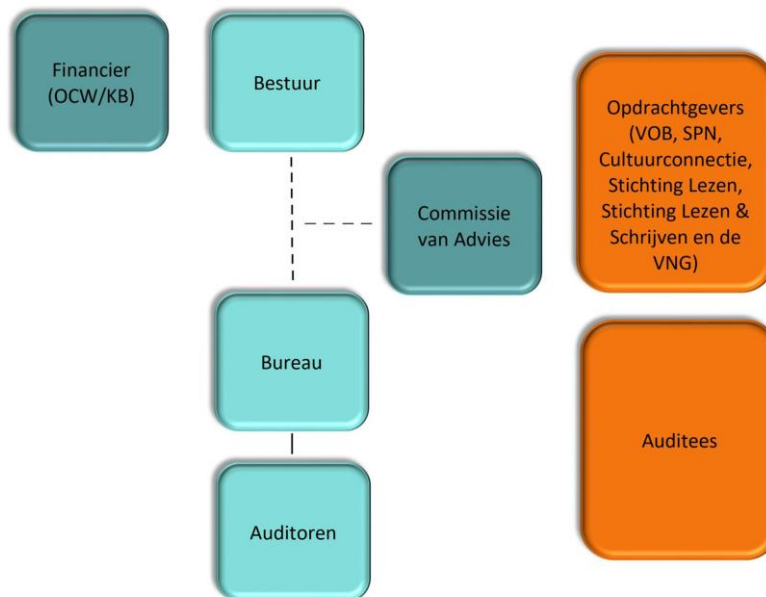 Financier
(OCW/KB)
Bestuur
Opdrachtgevers
(VOB, SPN,
Cultuurconnectie,
Stichting Lezen,
Stichting Lezen &
Schrijven en de
VNG)
Commissie
van Advies
Bureau
Auditees
Auditoren